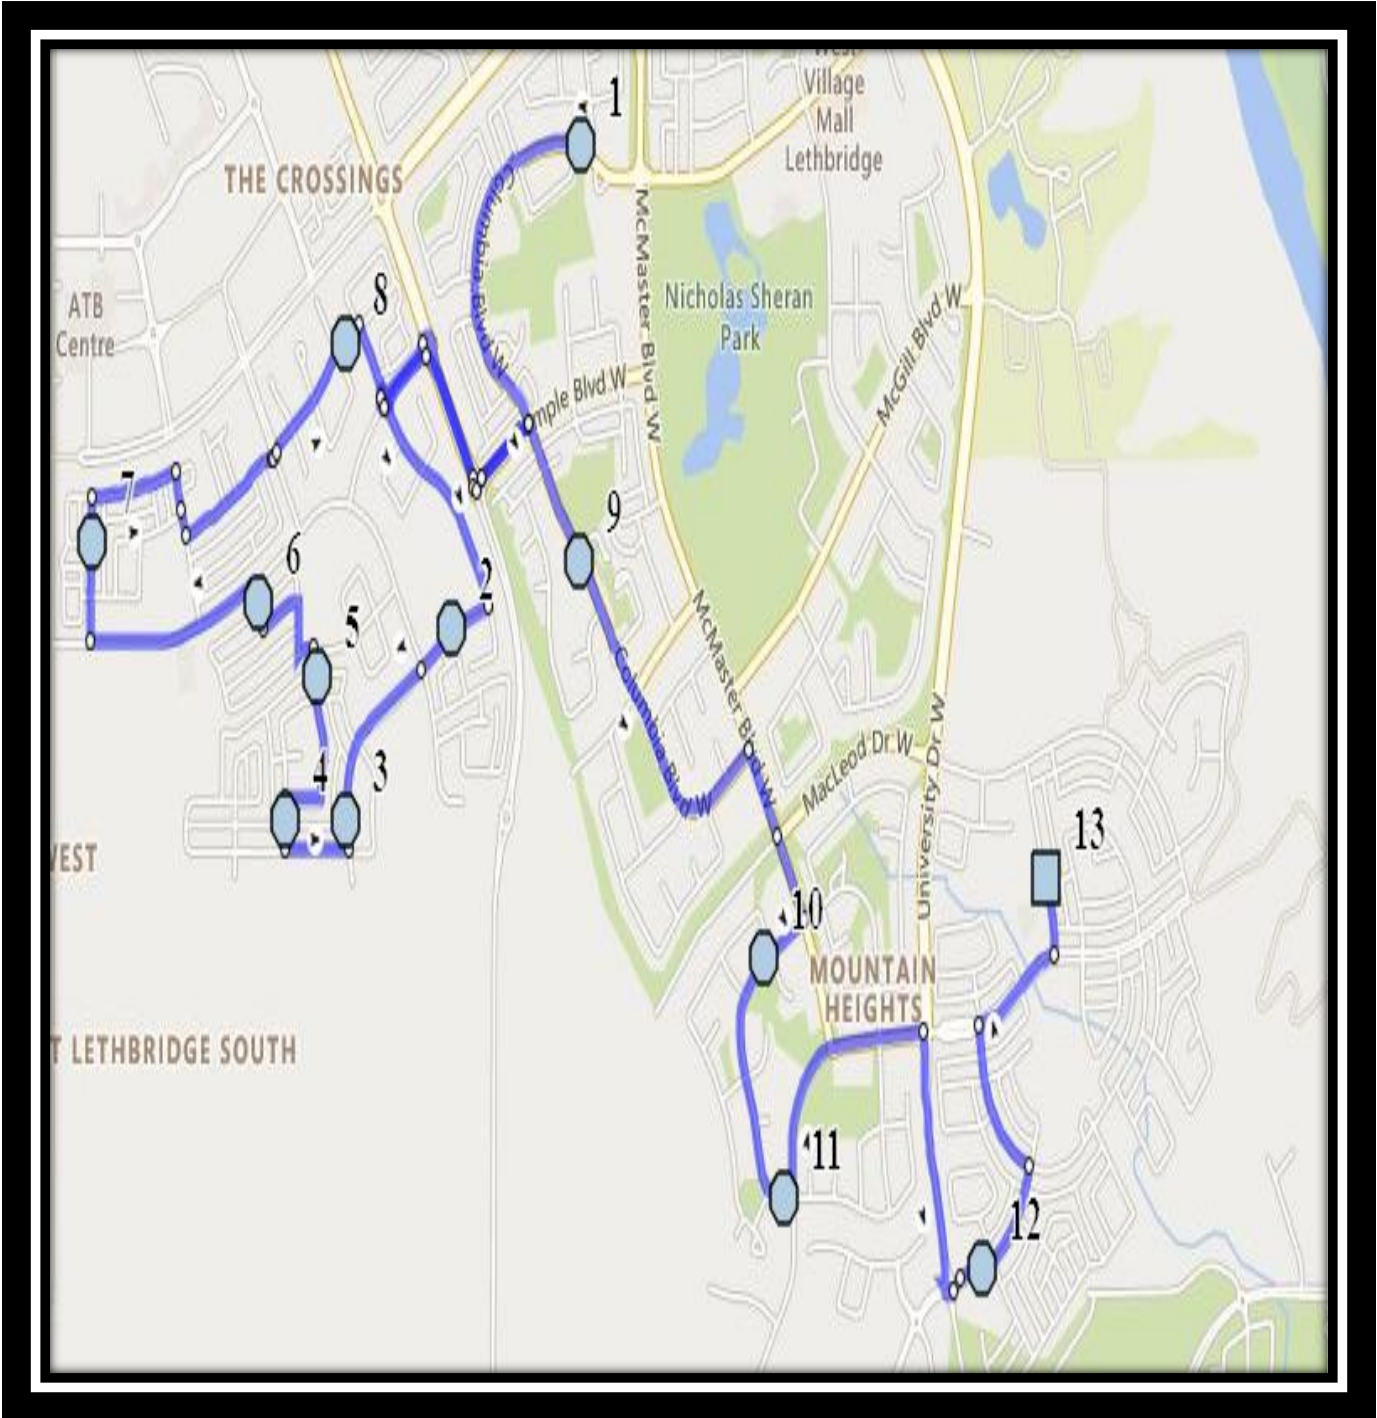 1
West
Village
Mall
Lethbridge
THE CROSSINGS
Columbia Blvd W
McMaster Blvd W
Nicholas Sheran
Park
ATB
Centre
8
McGill Blvd W
mple Blvd W
7
9
6
2
5
McMaster Blvd W
Columbia Blvd W
4
3
MacLeod Dr W
University Dr W
13
VEST
10
MOUNTAIN
HEIGHTS
T LETHBRIDGE SOUTH
11
12